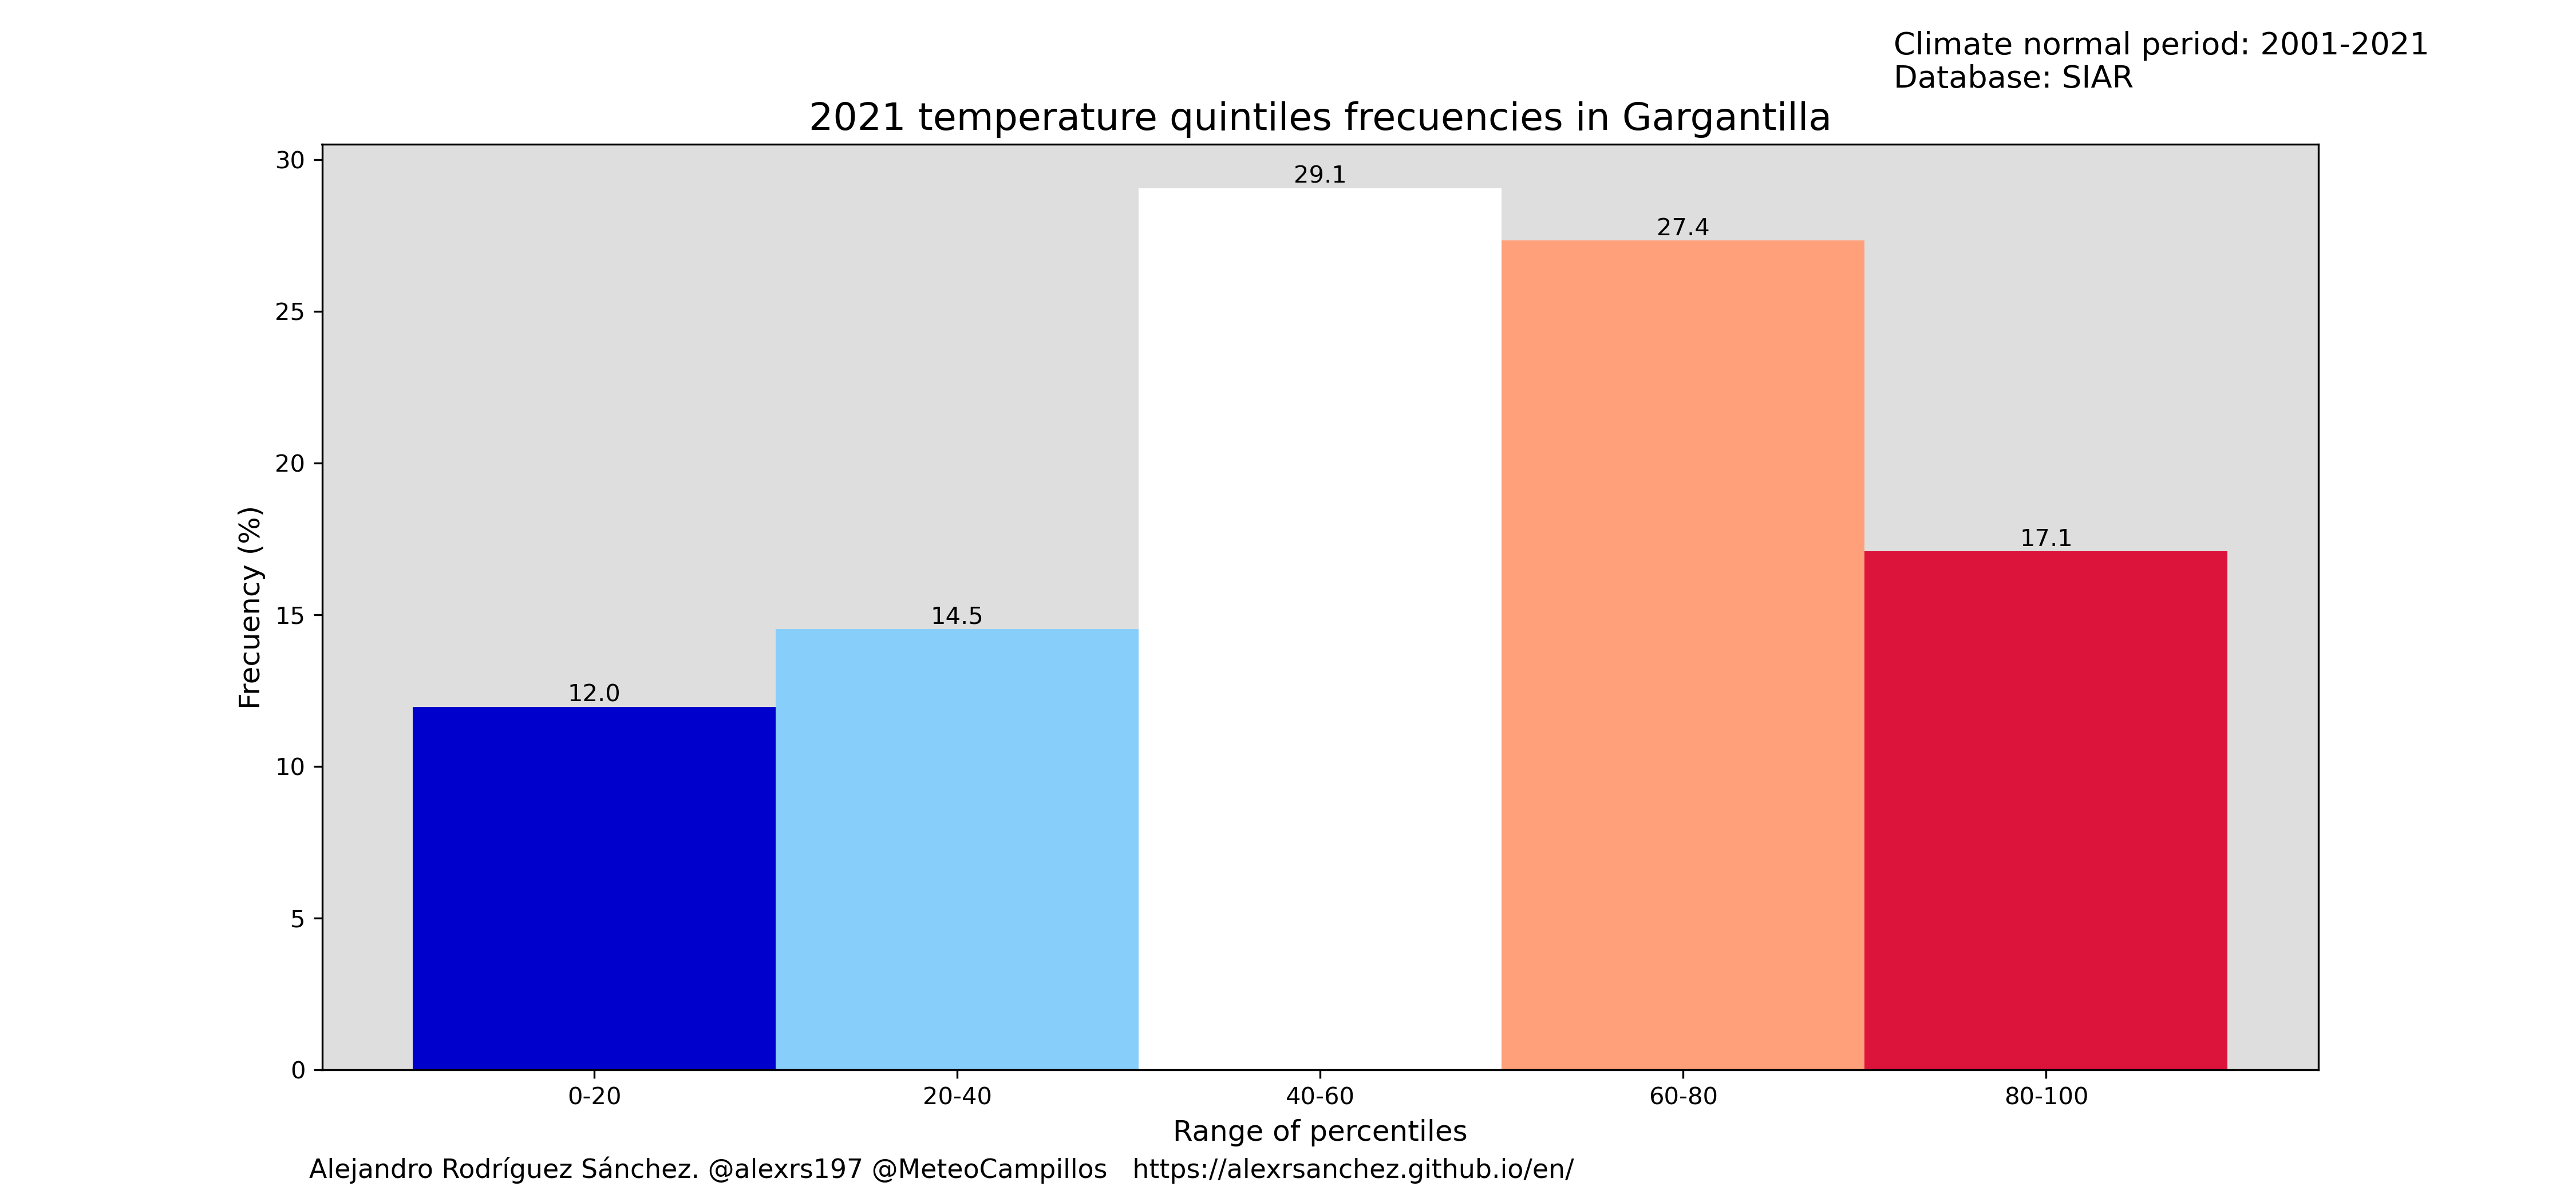 Climate normal period: 2001-2021
Database: SIAR
2021 temperature quintiles frecuencies in Gargantilla
30
25
20
15
10
5
0
Frecuency (%)
12.0
14.5
29.1
27.4
17.1
0-20
20-40
40-60
60-80
80-100
Range of percentiles
Alejandro Rodríguez Sánchez. @alexrs197 @MeteoCampillos https://alexrsanchez.github.io/en/